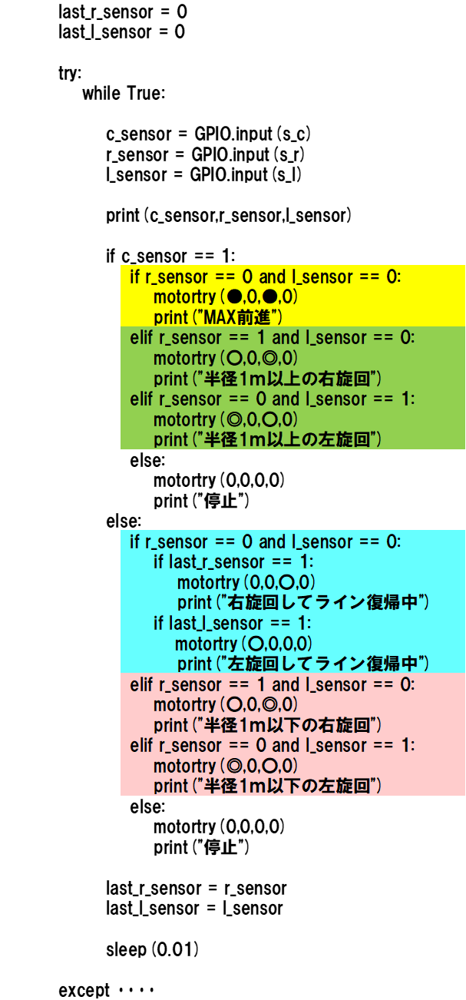 last_r_sensor = 0
last_l_sensor = 0
try:
while True:
c_sensor = GPIO.input(s_c)
r_sensor = GPIO.input(s_r)
l_sensor = GPIO.input(s_l)
print(c_sensor,r_sensor,l_sensor)
if c_sensor == 1:
if r_sensor == 0 and l_sensor == 0:
motortry(●,0,●,0)
print("MAX前進")
elif r_sensor == 1 and l_sensor == 0:
motortry(○,0,◎,0)
print("半径1m以上の右旋回")
elif r_sensor == 0 and l_sensor == 1:
motortry(◎,0,○,0)
print("半径1m以上の左旋回")
else:
motortry(0,0,0,0)
print("停止")
else:
if r_sensor == 0 and l_sensor == 0:
if last_r_sensor == 1:
motortry(0,0,○,0)
print("右旋回してライン復帰中")
if last_l_sensor == 1:
motortry(○,0,0,0)
print("左旋回してライン復帰中")
elif r_sensor == 1 and l_sensor == 0:
motortry(○,0,◎,0)
print("半径1m以下の右旋回")
elif r_sensor == 0 and l_sensor == 1:
motortry(◎,0,○,0)
print("半径1m以下の左旋回")
else:
motortry(0,0,0,0)
print("停止")
last_r_sensor = r_sensor
last_l_sensor = l_sensor
sleep(0.01)
except ・・・・